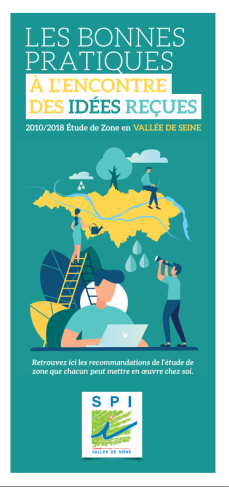 LES BONNES
PRATIQUES
À L'ENCONTRE
DES IDÉES REÇUES
2010/2018 Étude de Zone en VALLÉE DE SEINE
Retrouvez ici les recommandations de l'étude de
zone que chacun peut mettre en œuvre chez soi.
SPI
VALLÉE DE SEINE